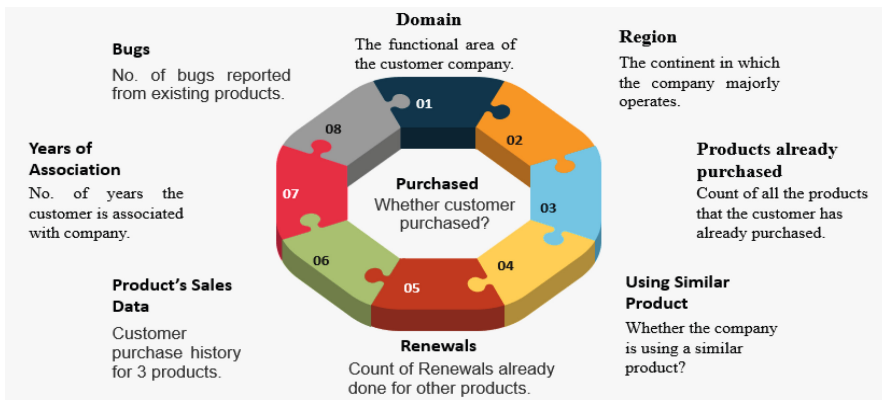 Domain
The functional area of
the customer company.
01
Region
The continent in which
the company majorly
operates.
02
Products already
purchased
Count of all the products
that the customer has
already purchased.
03
Using Similar
Product
Whether the company
is using a similar
product?
04
Renewals
Count of Renewals already
done for other products.
05
Product's Sales
Data
Customer
purchase history
for 3 products.
06
Years of
Association
No. of years the
customer is associated
with company.
07
Bugs
No. of bugs reported
from existing products.
08
Purchased
Whether customer
purchased?